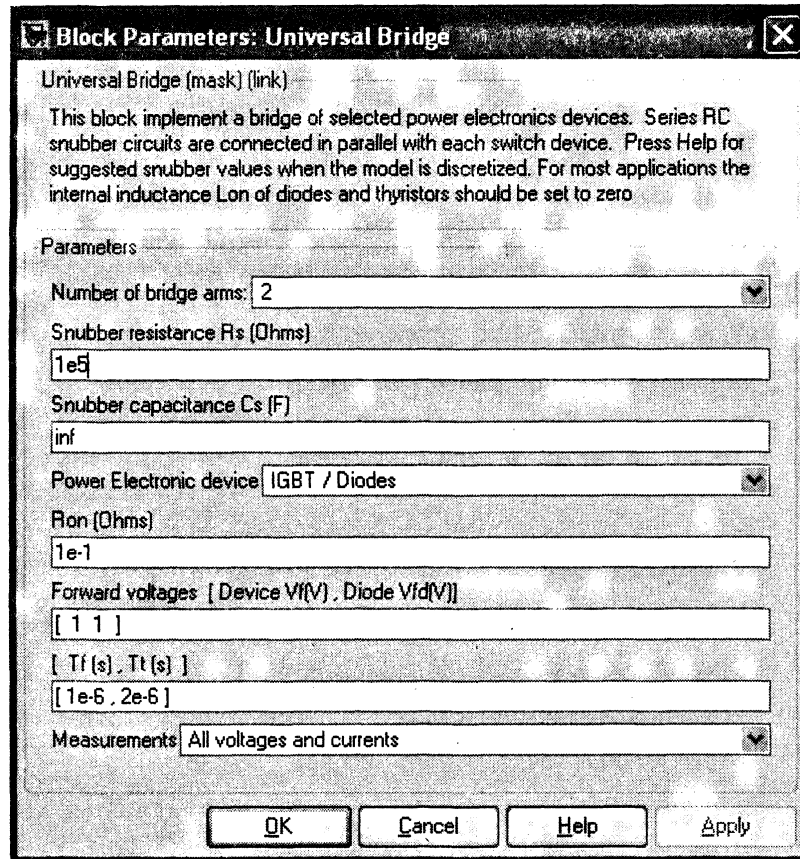 Block Parameters: Universal Bridge
Universal Bridge (mask) (link)
This block implement a bridge of selected power electronics devices. Series RC
snubber circuits are connected in parallel with each switch device. Press Help for
suggested snubber values when the model is discretized. For most applications the
internal inductance Lon of diodes and thyristors should be set to zero
Parameters
Number of bridge arms: 2
Snubber resistance Rs (Ohms)
1e5
Snubber capacitance Cs (F)
inf
Power Electronic device IGBT / Diodes
Ron (Ohms)
1e-1
Forward voltages [ Device Vf(V) , Diode Vfd(V)]
[ 1 1 ]
[ Tf (s) , Tt (s) ]
[ 1e-6 , 2e-6 ]
Measurements All voltages and currents
OK Cancel Help Apply